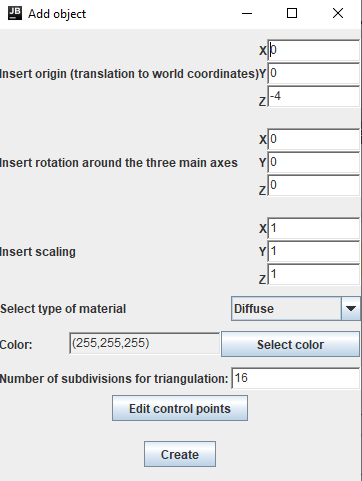 JB Add object
X 0
Insert origin (translation to world coordinates) Y 0
Z -4
X 0
Insert rotation around the three main axes Y 0
Z 0
X 1
Insert scaling Y 1
Z 1
Select type of material Diffuse
Color: (255,255,255) Select color
Number of subdivisions for triangulation: 16
Edit control points
Create